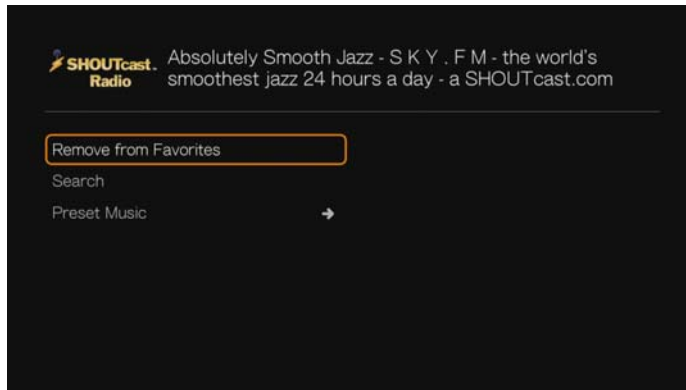 SHOUTcast
Radio
Absolutely Smooth Jazz - S K Y . F M - the world's
smoothest jazz 24 hours a day - a SHOUTcast.com
Remove from Favorites
Search
Preset Music